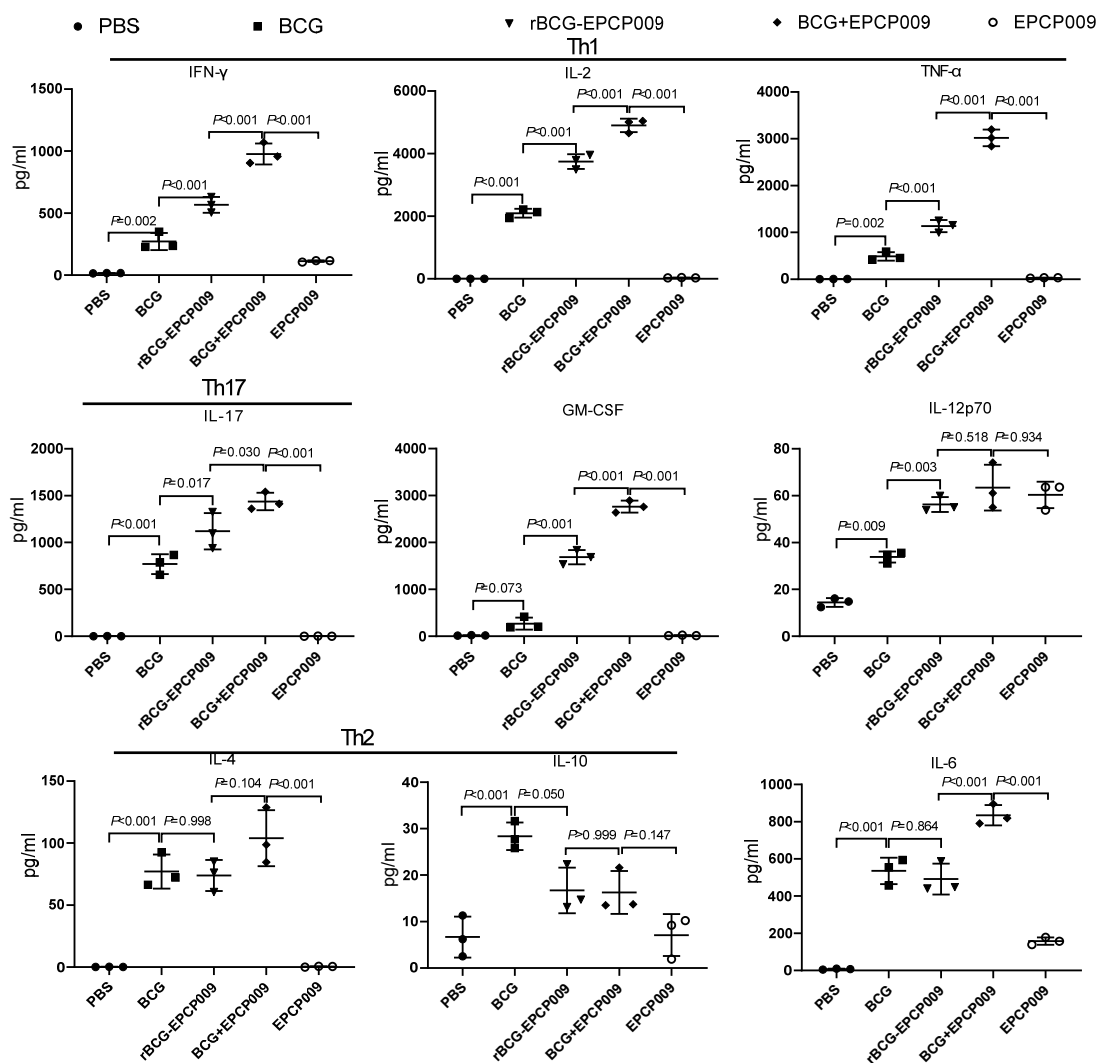 PBS
BCG
rBCG-EPCP009
BCG+EPCP009
EPCP009
Th1
IFN-γ
1500
1000
500
0
pg/ml
P=0.002
P<0.001
P<0.001
P<0.001
PBS
BCG
rBCG-EPCP009
BCG+EPCP009
EPCP009
IL-2
6000
4000
2000
0
pg/ml
P<0.001
P<0.001
P<0.001
P<0.001
PBS
BCG
rBCG-EPCP009
BCG+EPCP009
EPCP009
TNF-α
4000
3000
2000
1000
0
pg/ml
P=0.002
P<0.001
P<0.001
P<0.001
PBS
BCG
rBCG-EPCP009
BCG+EPCP009
EPCP009
Th17
IL-17
2000
1500
1000
500
0
pg/ml
P<0.001
P=0.017
P=0.030
P<0.001
PBS
BCG
rBCG-EPCP009
BCG+EPCP009
EPCP009
GM-CSF
4000
3000
2000
1000
0
pg/ml
P=0.073
P<0.001
P<0.001
P<0.001
PBS
BCG
rBCG-EPCP009
BCG+EPCP009
EPCP009
IL-12p70
80
60
40
20
0
pg/ml
P=0.009
P=0.003
P=0.518
P=0.934
PBS
BCG
rBCG-EPCP009
BCG+EPCP009
EPCP009
Th2
IL-4
150
100
50
0
pg/ml
P<0.001
P=0.998
P=0.104
P<0.001
PBS
BCG
rBCG-EPCP009
BCG+EPCP009
EPCP009
IL-10
40
30
20
10
0
pg/ml
P<0.001
P=0.050
P>0.999
P=0.147
PBS
BCG
rBCG-EPCP009
BCG+EPCP009
EPCP009
IL-6
1000
800
600
400
200
0
pg/ml
P<0.001
P=0.864
P<0.001
P<0.001
PBS
BCG
rBCG-EPCP009
BCG+EPCP009
EPCP009